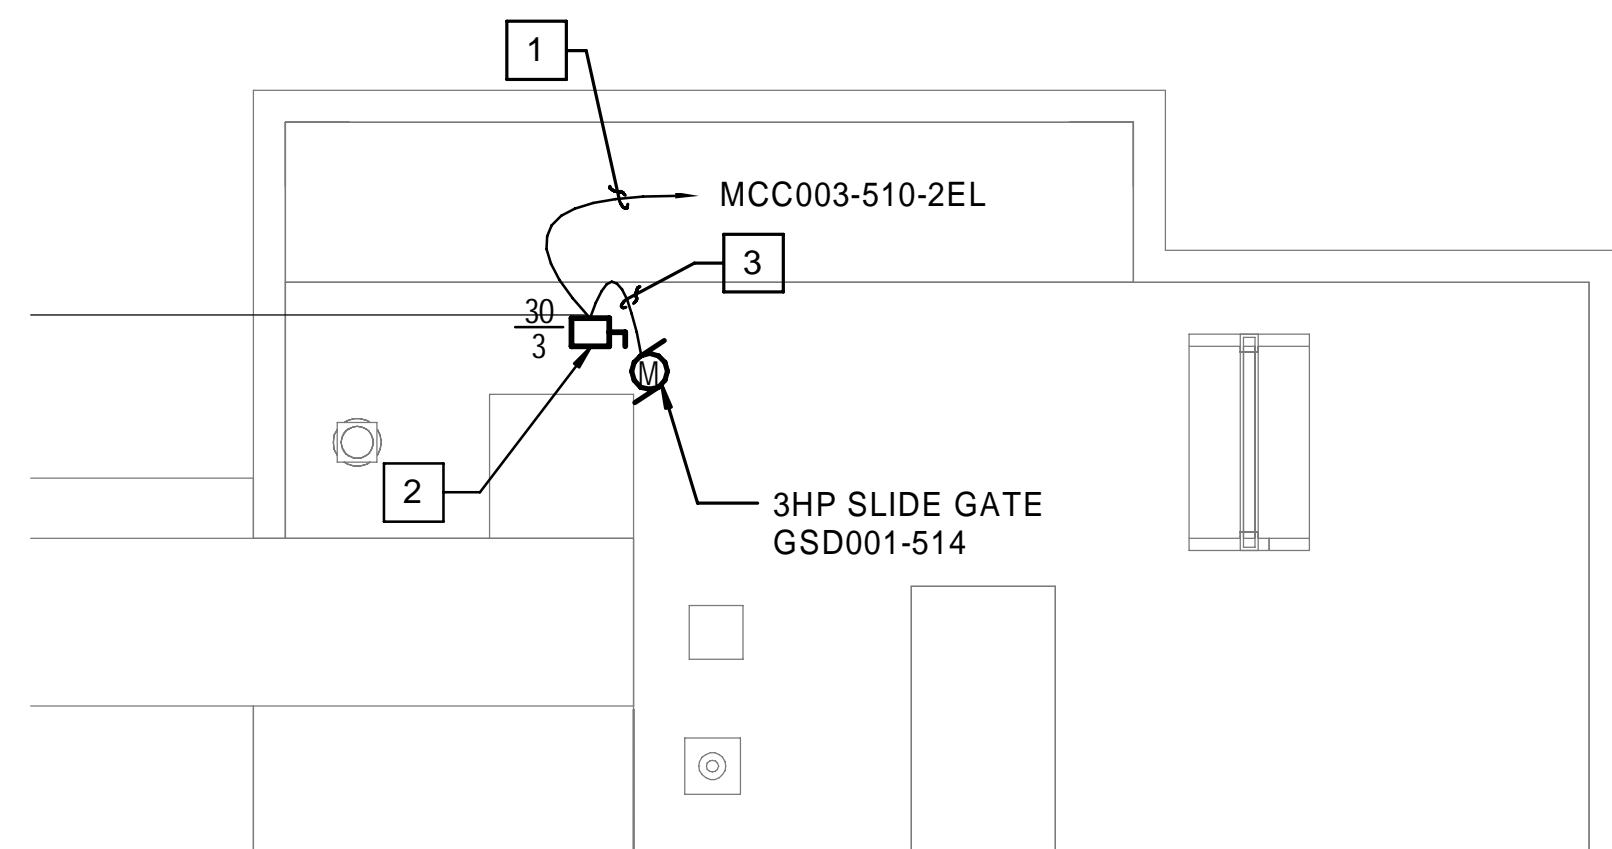 1
MCC003-510-2EL
3
30
3
M
2
3HP SLIDE GATE
GSD001-514